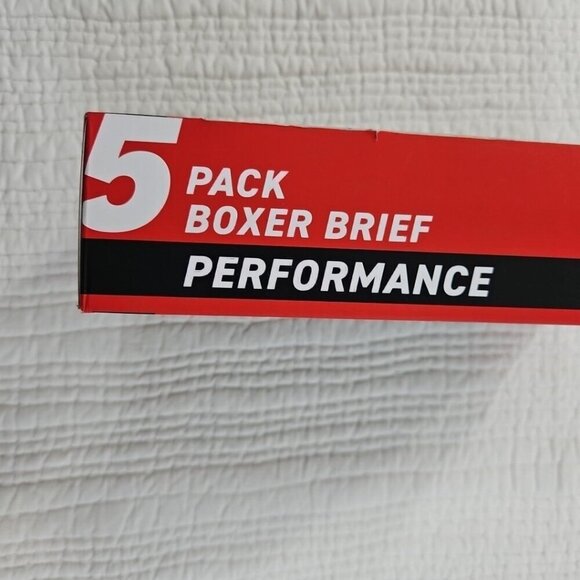 5
PACK
BOXER BRIEF
PERFORMANCE